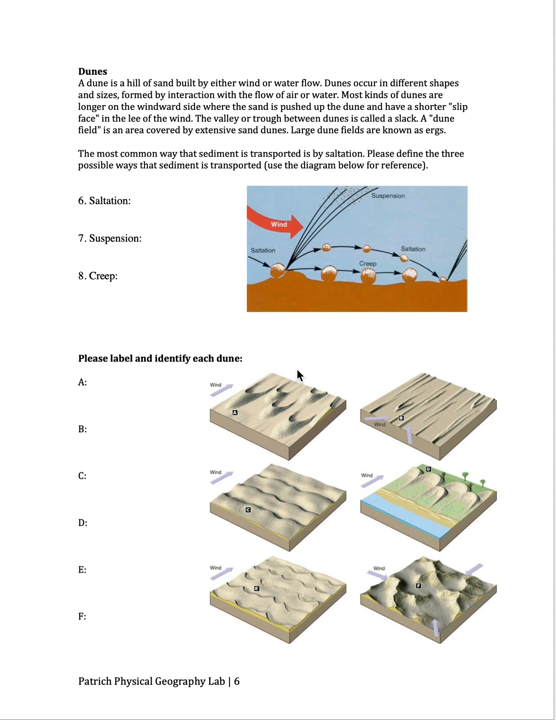 Dunes
A dune is a hill of sand built by either wind or water flow. Dunes occur in different shapes
and sizes, formed by interaction with the flow of air or water. Most kinds of dunes are
longer on the windward side where the sand is pushed up the dune and have a shorter "slip
face" in the lee of the wind. The valley or trough between dunes is called a slack. A "dune
field" is an area covered by extensive sand dunes. Large dune fields are known as ergs.
The most common way that sediment is transported is by saltation. Please define the three
possible ways that sediment is transported (use the diagram below for reference).
6. Saltation:
7. Suspension:
8. Creep:
Suspension
Wind
Saltation
Saltation
Creep
Please label and identify each dune:
A:
B:
C:
D:
E:
F:
Wind
A
Wind
B
Wind
C
Wind
D
Wind
E
Wind
F
Patrich Physical Geography Lab | 6